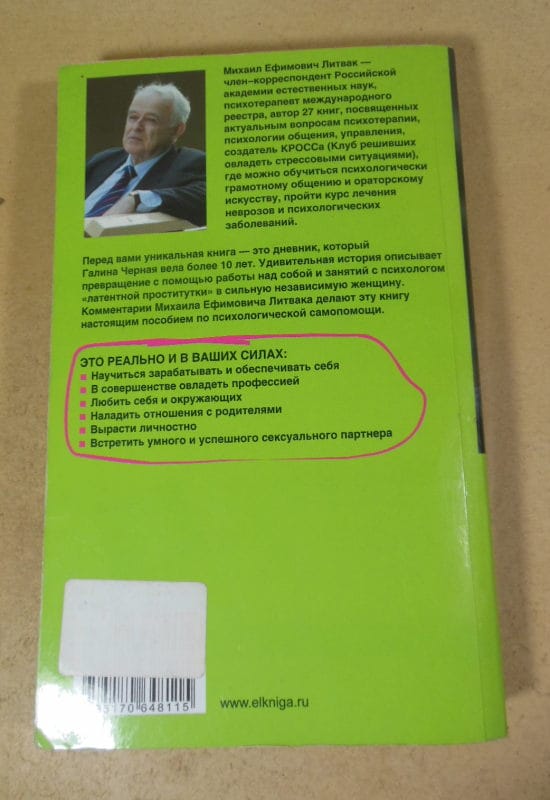 Михаил Ефимович Литвак —
член–корреспондент Российской
академии естественных наук,
психотерапевт международного
реестра, автор 27 книг, посвященных
актуальным вопросам психотерапии,
психологии общения, управления,
создатель КРОССа (Клуб решивших
овладеть стрессовыми ситуациями),
где можно обучиться психологически
грамотному общению и ораторскому
искусству, пройти курс лечения
неврозов и психологических
заболеваний.
Перед вами уникальная книга — это дневник, который
Галина Черная вела более 10 лет. Удивительная история описывает
превращение с помощью работы над собой и занятий с психологом
«латентной проститутки» в сильную независимую женщину.
Комментарии Михаила Ефимовича Литвака делают эту книгу
настоящим пособием по психологической самопомощи.
ЭТО РЕАЛЬНО И В ВАШИХ СИЛАХ:
Научиться зарабатывать и обеспечивать себя
В совершенстве овладеть профессией
Любить себя и окружающих
Наладить отношения с родителями
Вырасти личностно
Встретить умного и успешного сексуального партнера
170 648115
www.elkniga.ru